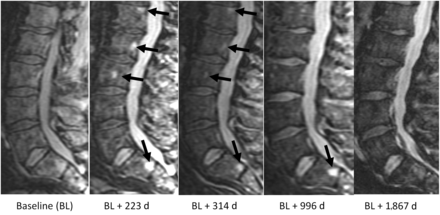 Baseline (BL)
BL + 223 d
BL + 314 d
BL + 996 d
BL + 1.867 d